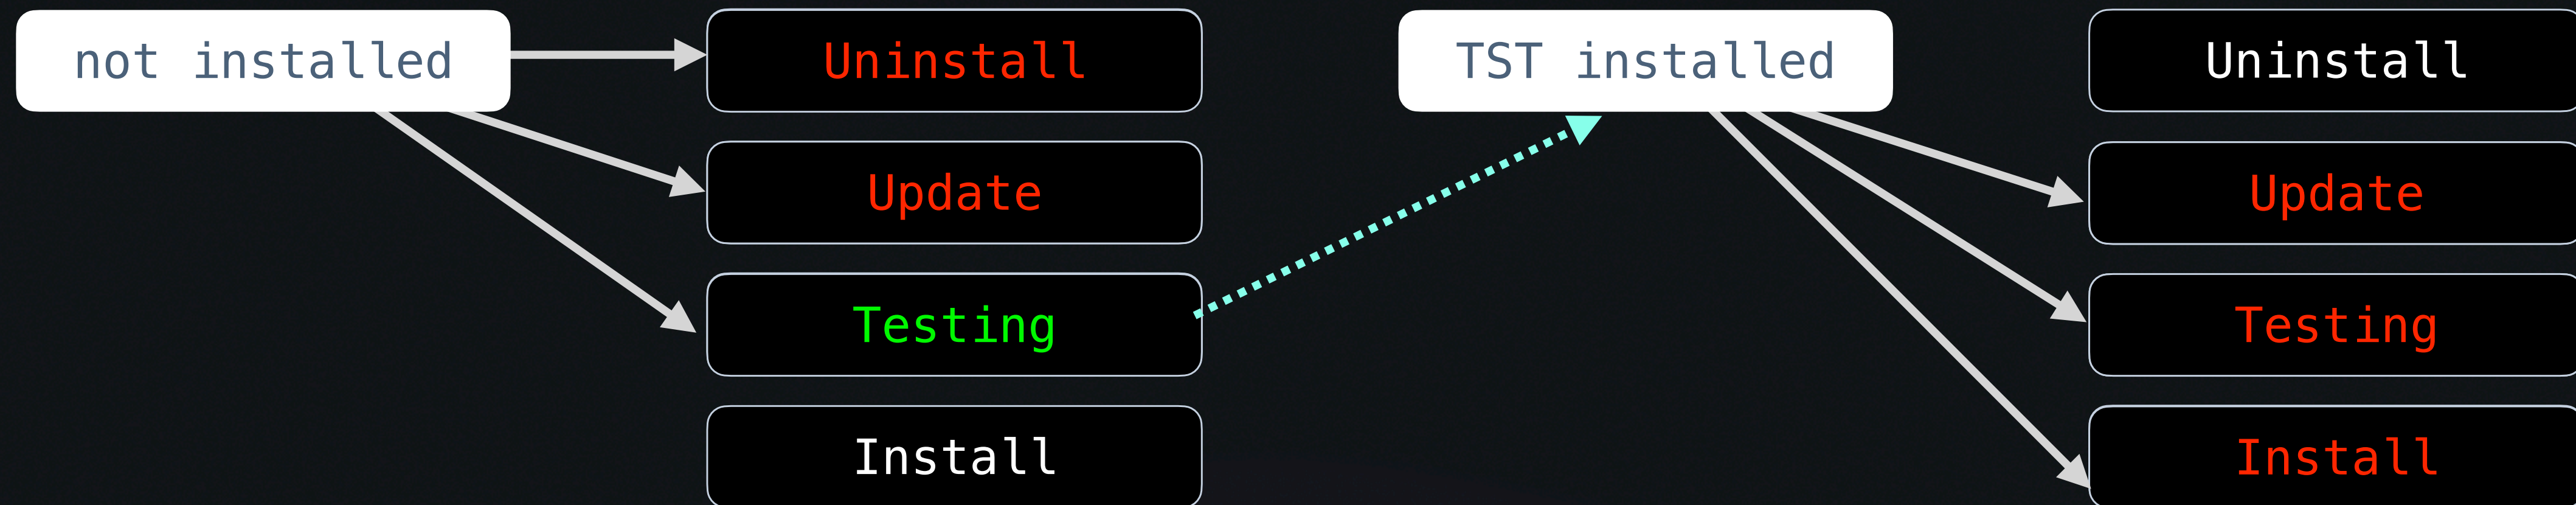 not installed
Uninstall
Update
Testing
Install
TST installed
Uninstall
Update
Testing
Install